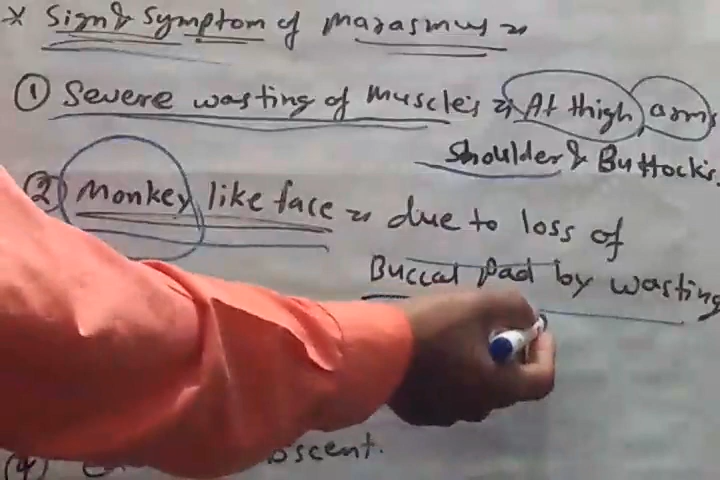 * Sign & Symptom of Marasmus ≈
① Severe wasting of Muscles ≈ At thigh, arms
Shoulder & Buttocks.
② Monkey like face ≈ due to loss of
Buccal Pad by wasting
(4)